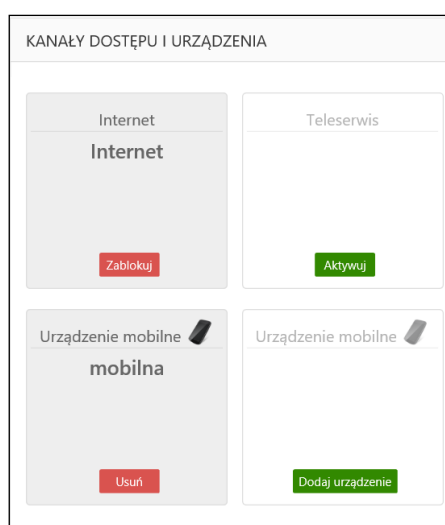 KANAŁY DOSTĘPU I URZĄDZENIA
Internet
Internet
Zablokuj
Teleserwis
Aktywuj
Urządzenie mobilne
mobilna
Usuń
Urządzenie mobilne
Dodaj urządzenie